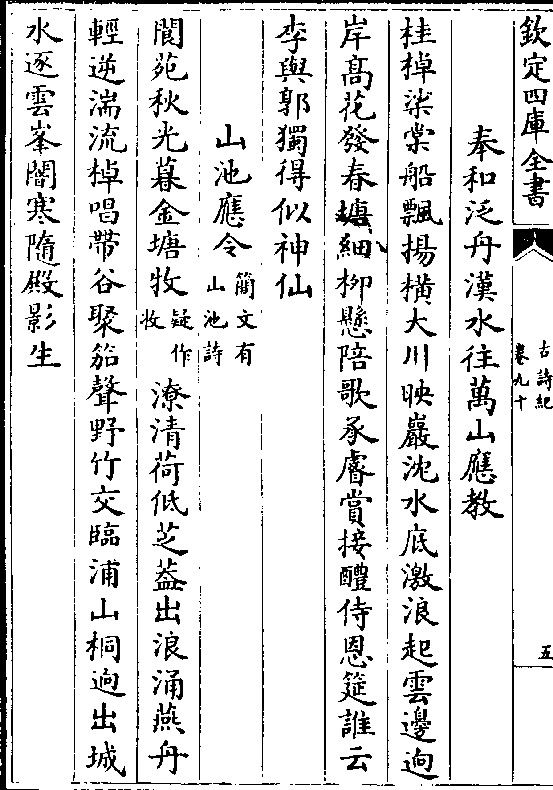 欽定四庫全書
古詩紀
卷九十
五
奉和泛舟漢水往萬山應教
桂棹柒棠船飄揚横大川映巖沈水底激浪起雲邊逈
岸髙花發春塘細柳懸陪歌承睿賞接醴侍恩筵誰云
李與郭獨得似神仙
山池應令
簡文有
山池詩
閬苑秋光暮金塘牧
疑作
收
潦清荷低芝葢出浪涌燕舟
輕逆湍流棹唱帶谷聚笳聲野竹交臨浦山桐逈出城
水逐雲峯闇寒隨殿影生